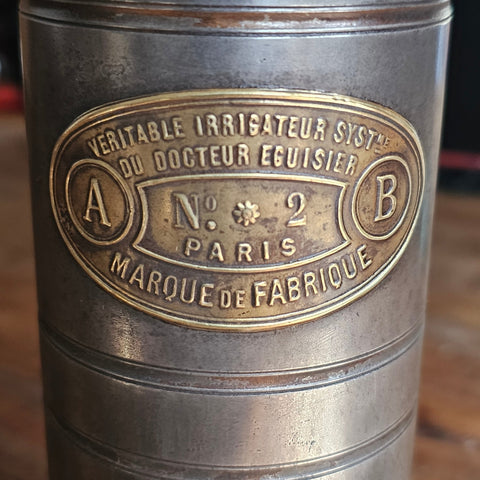 VERITABLE IRRIGATEUR SYSTME
DU DOCTEUR EGUISIER
A
No. 2
B
PARIS
MARQUE DE FABRIQUE